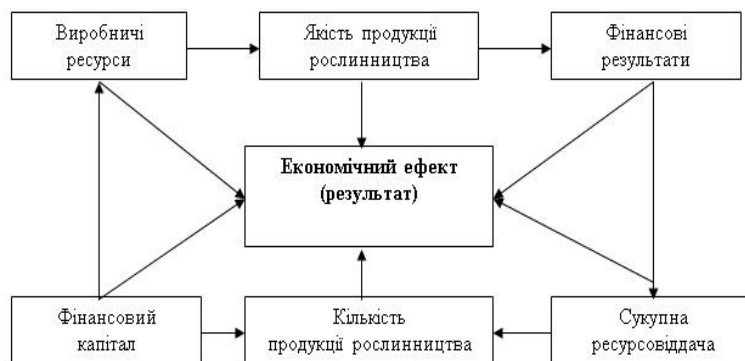 Виробничі
ресурси
Якість продукції
рослинництва
Фінансові
результати
Економічний ефект
(результат)
Фінансовий
капітал
Кількість
продукції рослинництва
Сукупна
ресурсовіддача